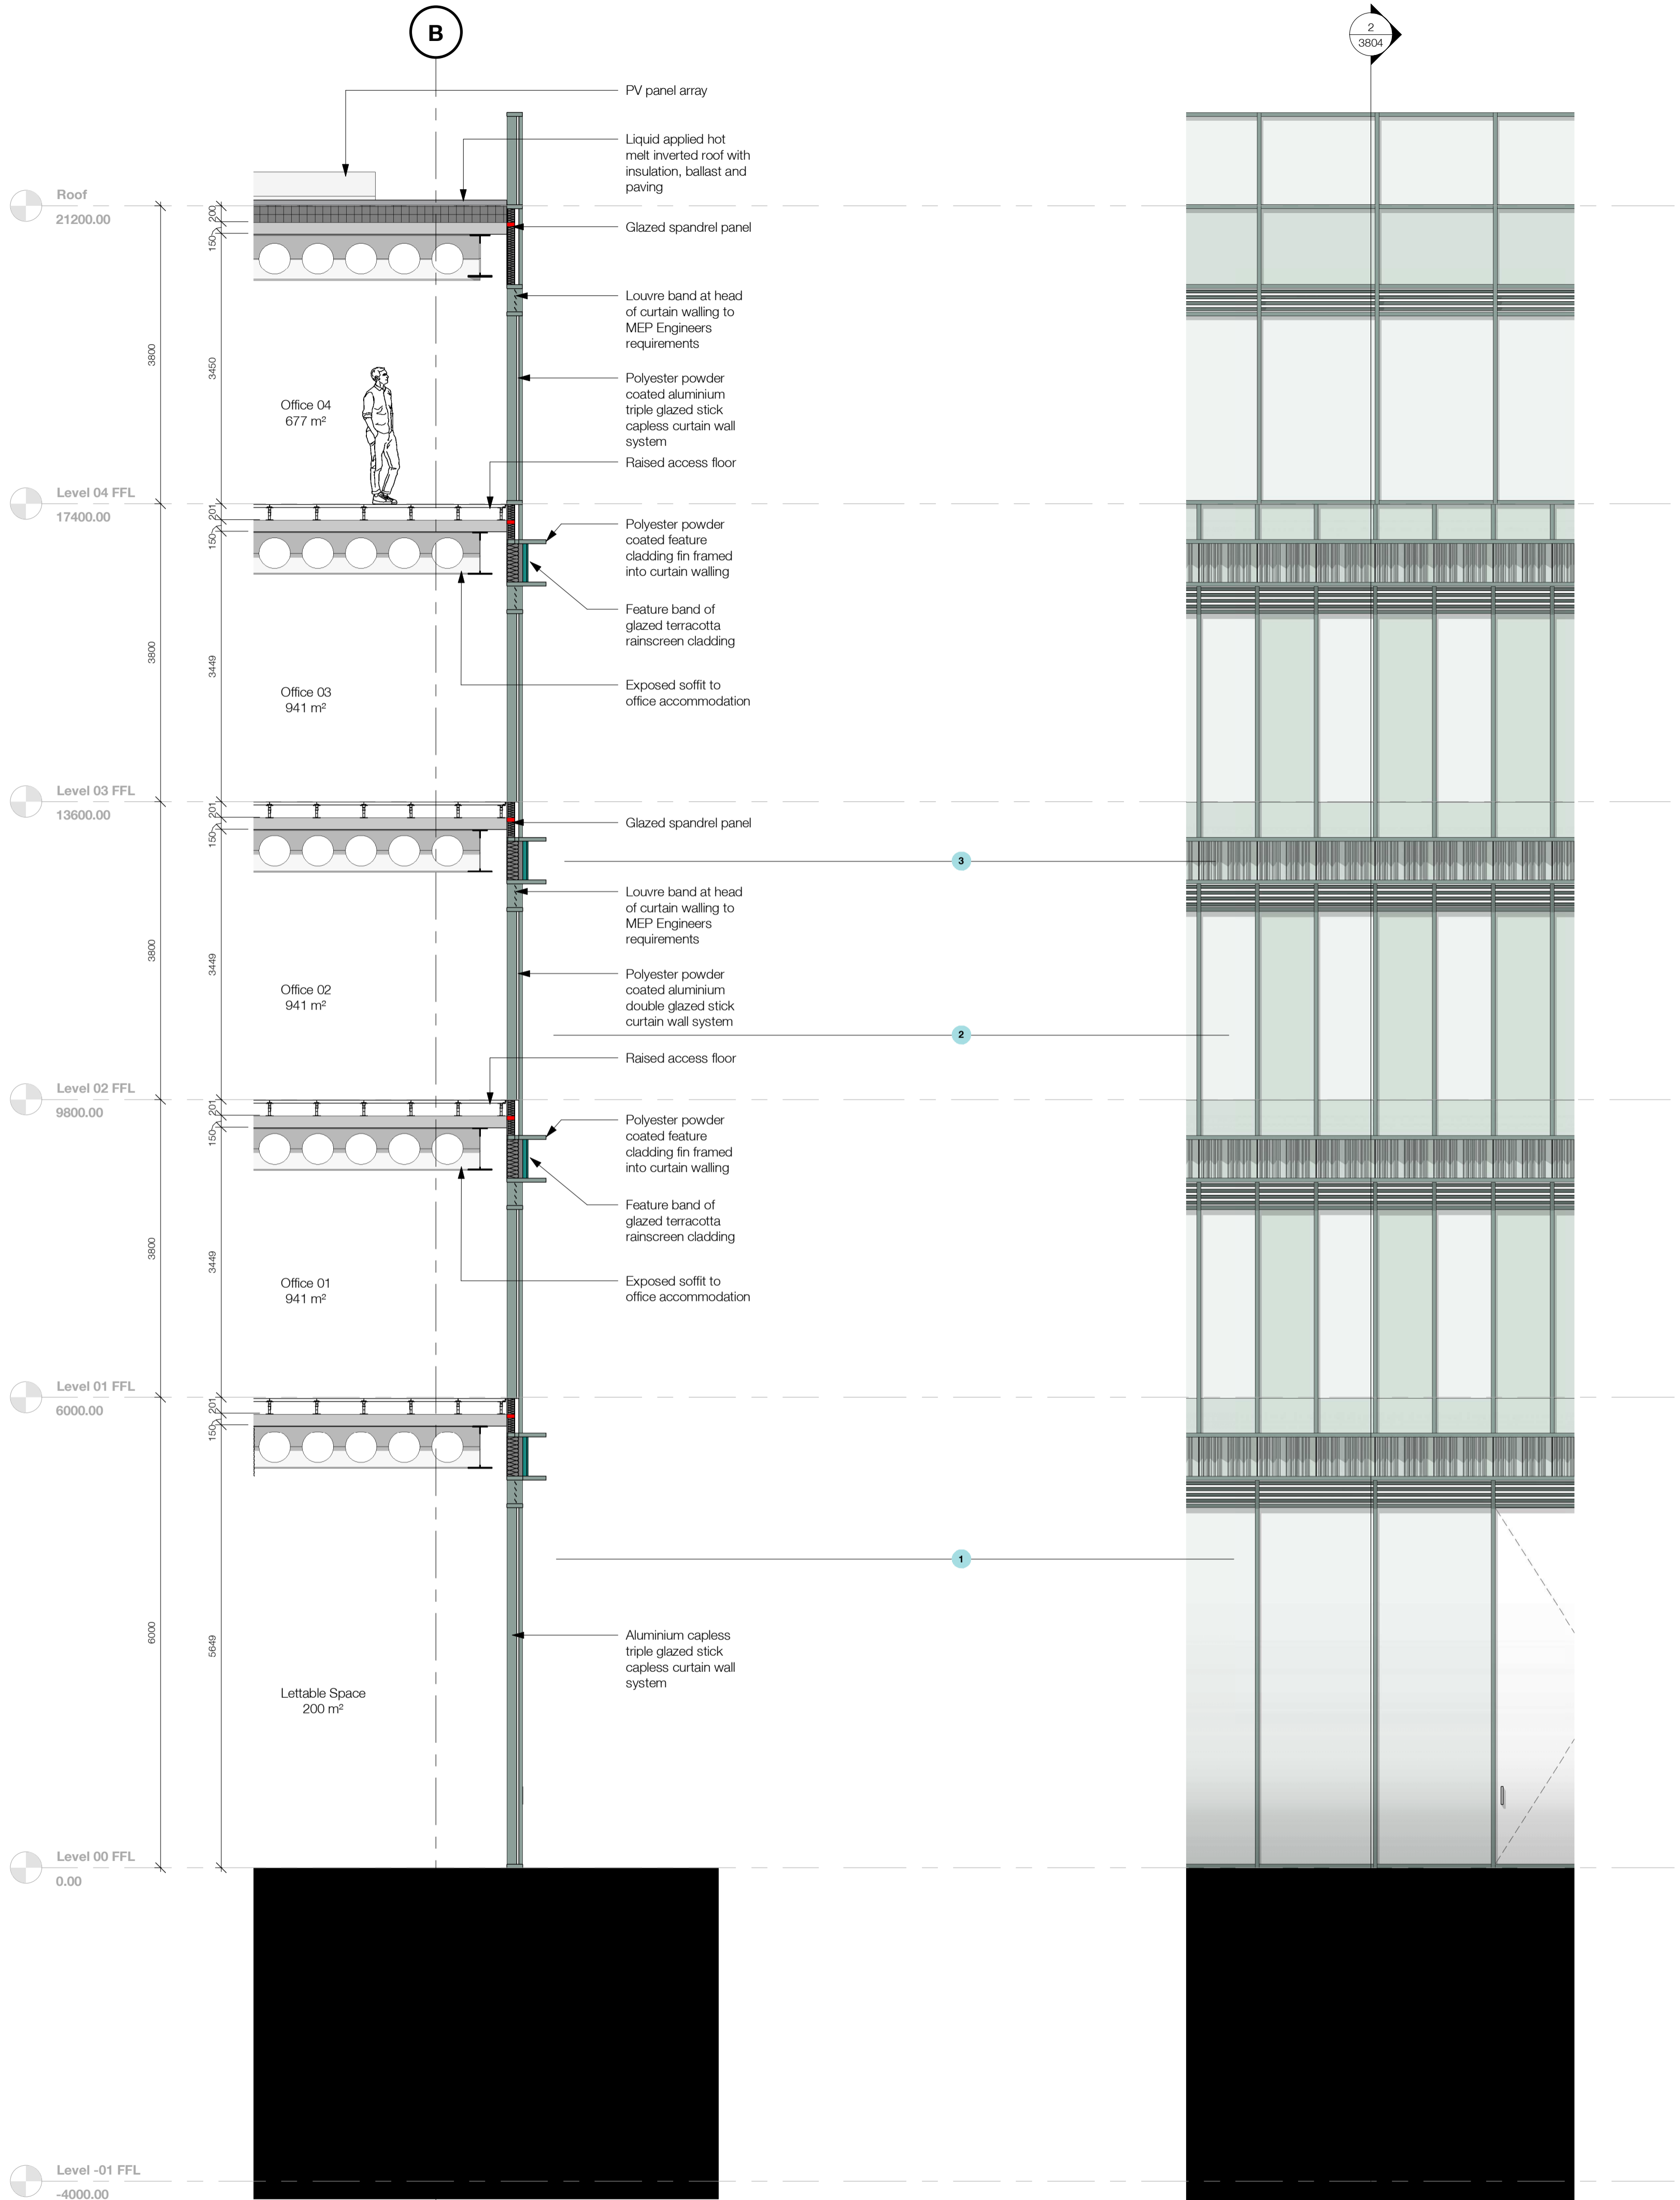 B
2
3804
PV panel array
Liquid applied hot
melt inverted roof with
insulation, ballast and
paving
Roof
21200.00
200
150
Glazed spandrel panel
Louvre band at head
of curtain walling to
MEP Engineers
requirements
3800
3450
Polyester powder
coated aluminium
triple glazed stick
capless curtain wall
system
Office 04
677 m²
Raised access floor
Level 04 FFL
17400.00
201
150
Polyester powder
coated feature
cladding fin framed
into curtain walling
Feature band of
glazed terracotta
rainscreen cladding
3800
3449
Exposed soffit to
office accommodation
Office 03
941 m²
Level 03 FFL
13600.00
201
150
Glazed spandrel panel
3
Louvre band at head
of curtain walling to
MEP Engineers
requirements
3800
3449
Polyester powder
coated aluminium
double glazed stick
curtain wall system
Office 02
941 m²
2
Raised access floor
Level 02 FFL
9800.00
201
150
Polyester powder
coated feature
cladding fin framed
into curtain walling
Feature band of
glazed terracotta
rainscreen cladding
3800
3449
Exposed soffit to
office accommodation
Office 01
941 m²
Level 01 FFL
6000.00
201
150
1
6000
5649
Aluminium capless
triple glazed stick
capless curtain wall
system
Lettable Space
200 m²
Level 00 FFL
0.00
Level -01 FFL
-4000.00